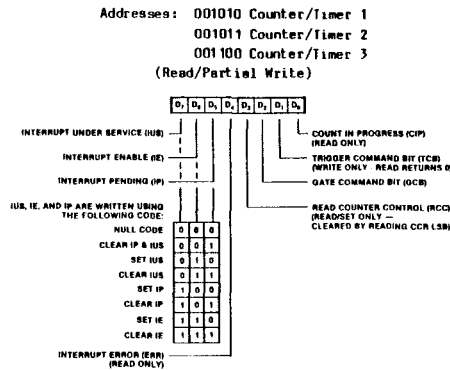 Addresses: 001010 Counter/Timer 1
001011 Counter/Timer 2
001100 Counter/Timer 3
(Read/Partial Write)
D7 D6 D5 D4 D3 D2 D1 D0
INTERRUPT UNDER SERVICE (IUS)
INTERRUPT ENABLE (IE)
INTERRUPT PENDING (IP)
IUS, IE, AND IP ARE WRITTEN USING
THE FOLLOWING CODE:
NULL CODE 0 0 0
CLEAR IP & IUS 0 0 1
SET IUS 0 1 0
CLEAR IUS 0 1 1
SET IP 1 0 0
CLEAR IP 1 0 1
SET IE 1 1 0
CLEAR IE 1 1 1
INTERRUPT ERROR (ERR)
(READ ONLY)
COUNT IN PROGRESS (CIP)
(READ ONLY)
TRIGGER COMMAND BIT (TCB)
(WRITE ONLY - READ RETURNS 0)
GATE COMMAND BIT (GCB)
READ COUNTER CONTROL (RCC)
(READ/SET ONLY —
CLEARED BY READING CCR LSB)